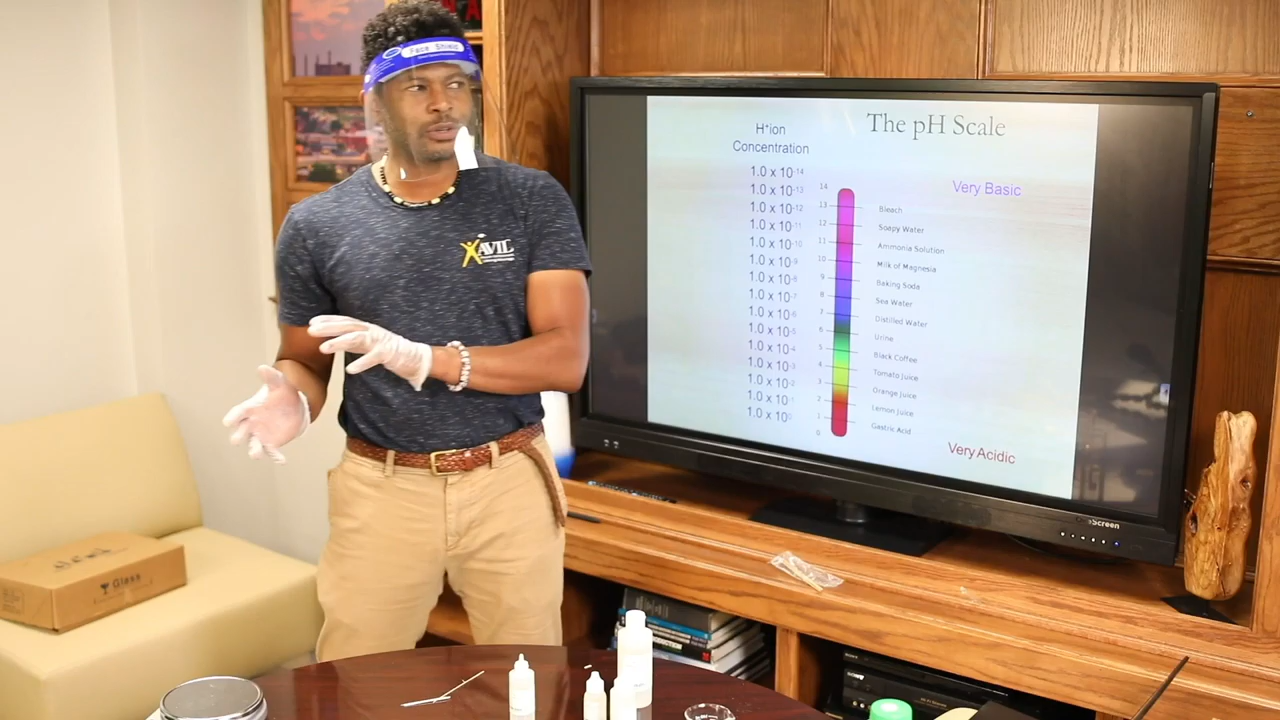 Face Shield
AVIL
The pH Scale
H⁺ion
Concentration
Very Basic
1.0 x 10⁻¹⁴
1.0 x 10⁻¹³
1.0 x 10⁻¹²
1.0 x 10⁻¹¹
1.0 x 10⁻¹⁰
1.0 x 10⁻⁹
1.0 x 10⁻⁸
1.0 x 10⁻⁷
1.0 x 10⁻⁶
1.0 x 10⁻⁵
1.0 x 10⁻⁴
1.0 x 10⁻³
1.0 x 10⁻²
1.0 x 10⁻¹
1.0 x 10⁰
14
13
12
11
10
9
8
7
6
5
4
3
2
1
0
Bleach
Soapy Water
Ammonia Solution
Milk of Magnesia
Baking Soda
Sea Water
Distilled Water
Urine
Black Coffee
Tomato Juice
Orange Juice
Lemon Juice
Gastric Acid
Very Acidic
Glass